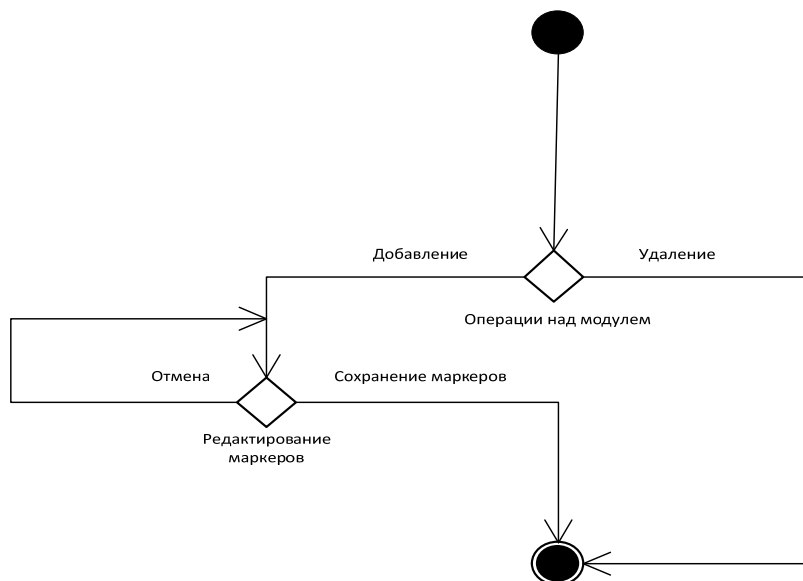 Добавление
Удаление
Операции над модулем
Отмена
Сохранение маркеров
Редактирование
маркеров